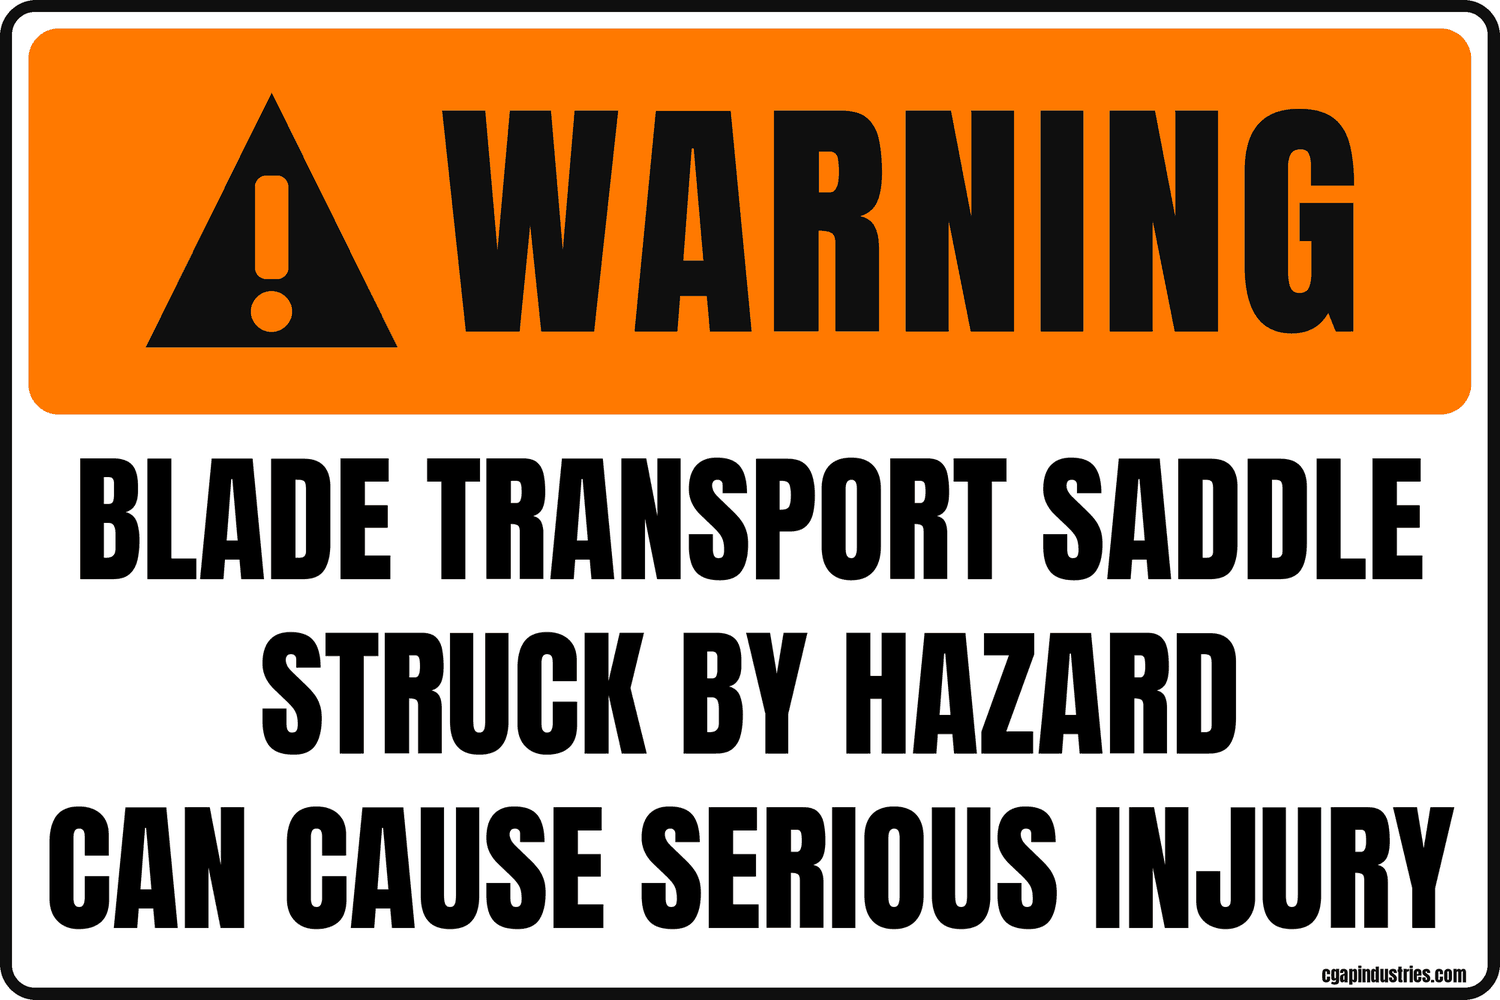 WARNING
BLADE TRANSPORT SADDLE
STRUCK BY HAZARD
CAN CAUSE SERIOUS INJURY
cgapindustries.com